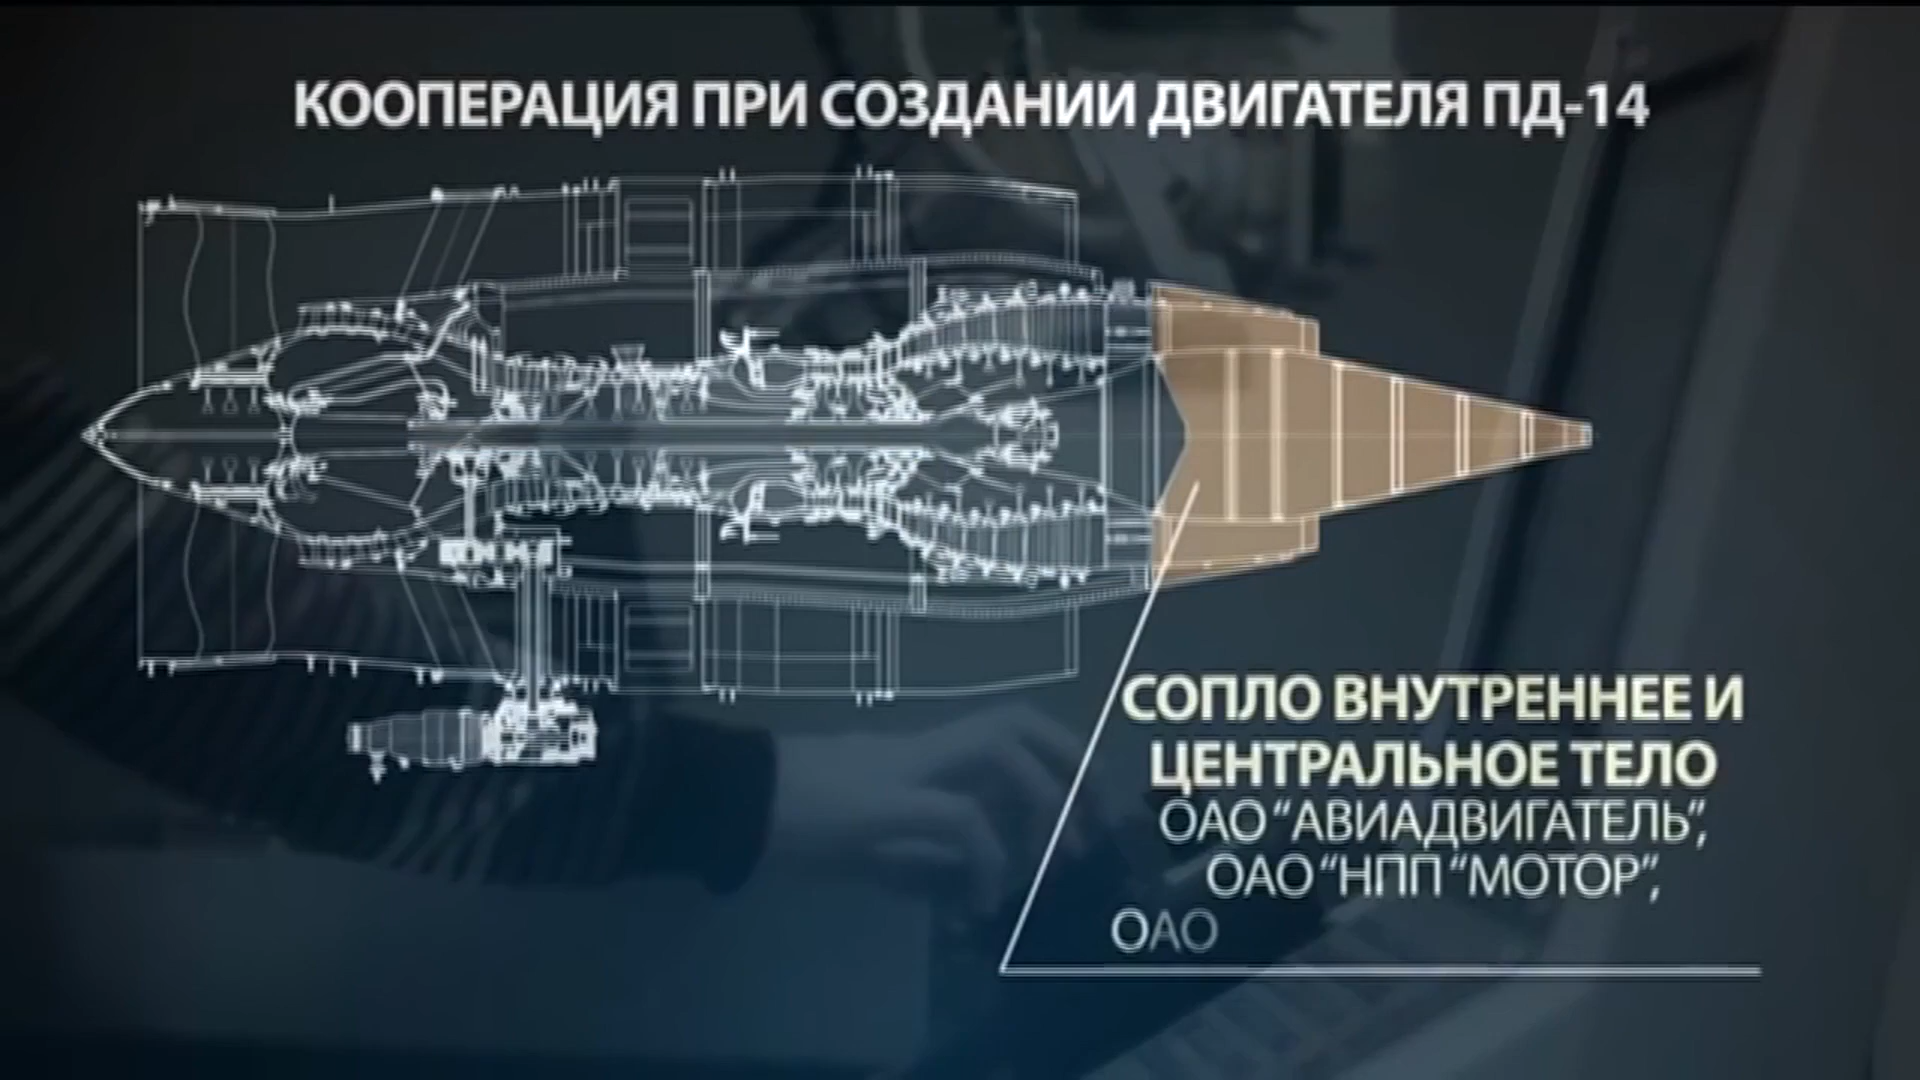 КООПЕРАЦИЯ ПРИ СОЗДАНИИ ДВИГАТЕЛЯ ПД-14
СОПЛО ВНУТРЕННЕЕ И
ЦЕНТРАЛЬНОЕ ТЕЛО
ОАО “АВИАДВИГАТЕЛЬ”,
ОАО “НПП “МОТОР”,
ОАО